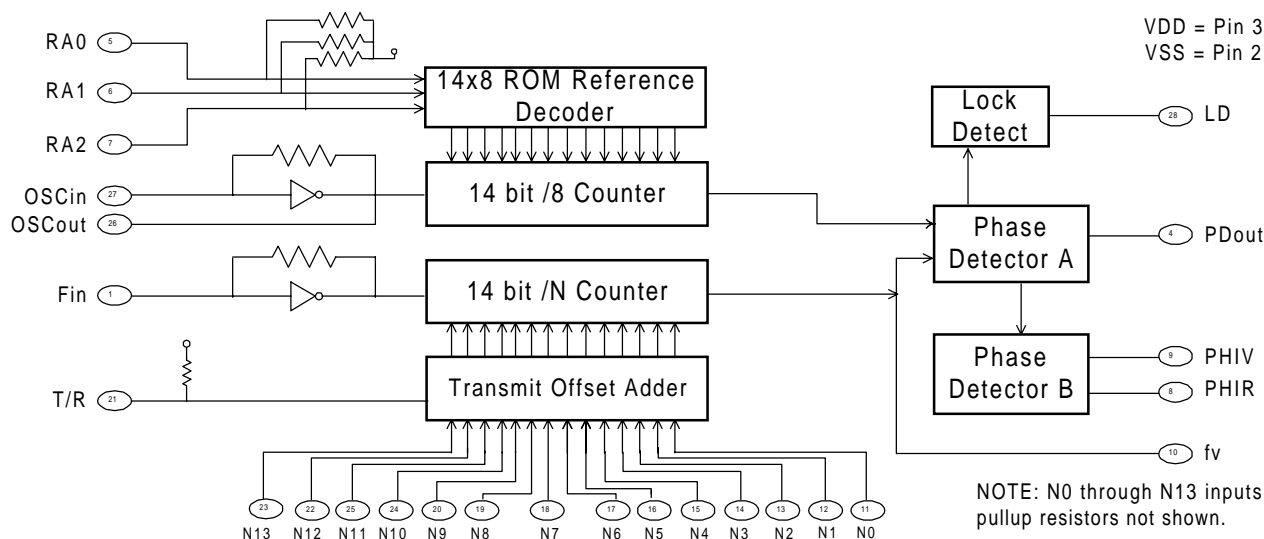 VDD = Pin 3
VSS = Pin 2
RA0 5
RA1 6
RA2 7
OSCin 27
OSCout 26
Fin 1
T/R 21
14x8 ROM Reference
Decoder
14 bit /8 Counter
14 bit /N Counter
Transmit Offset Adder
Lock
Detect
28 LD
Phase
Detector A
4 PDout
Phase
Detector B
9 PHIV
8 PHIR
10 fv
23 22 25 24 20 19 18 17 16 15 14 13 12 11
N13 N12 N11 N10 N9 N8 N7 N6 N5 N4 N3 N2 N1 N0
NOTE: N0 through N13 inputs
pullup resistors not shown.